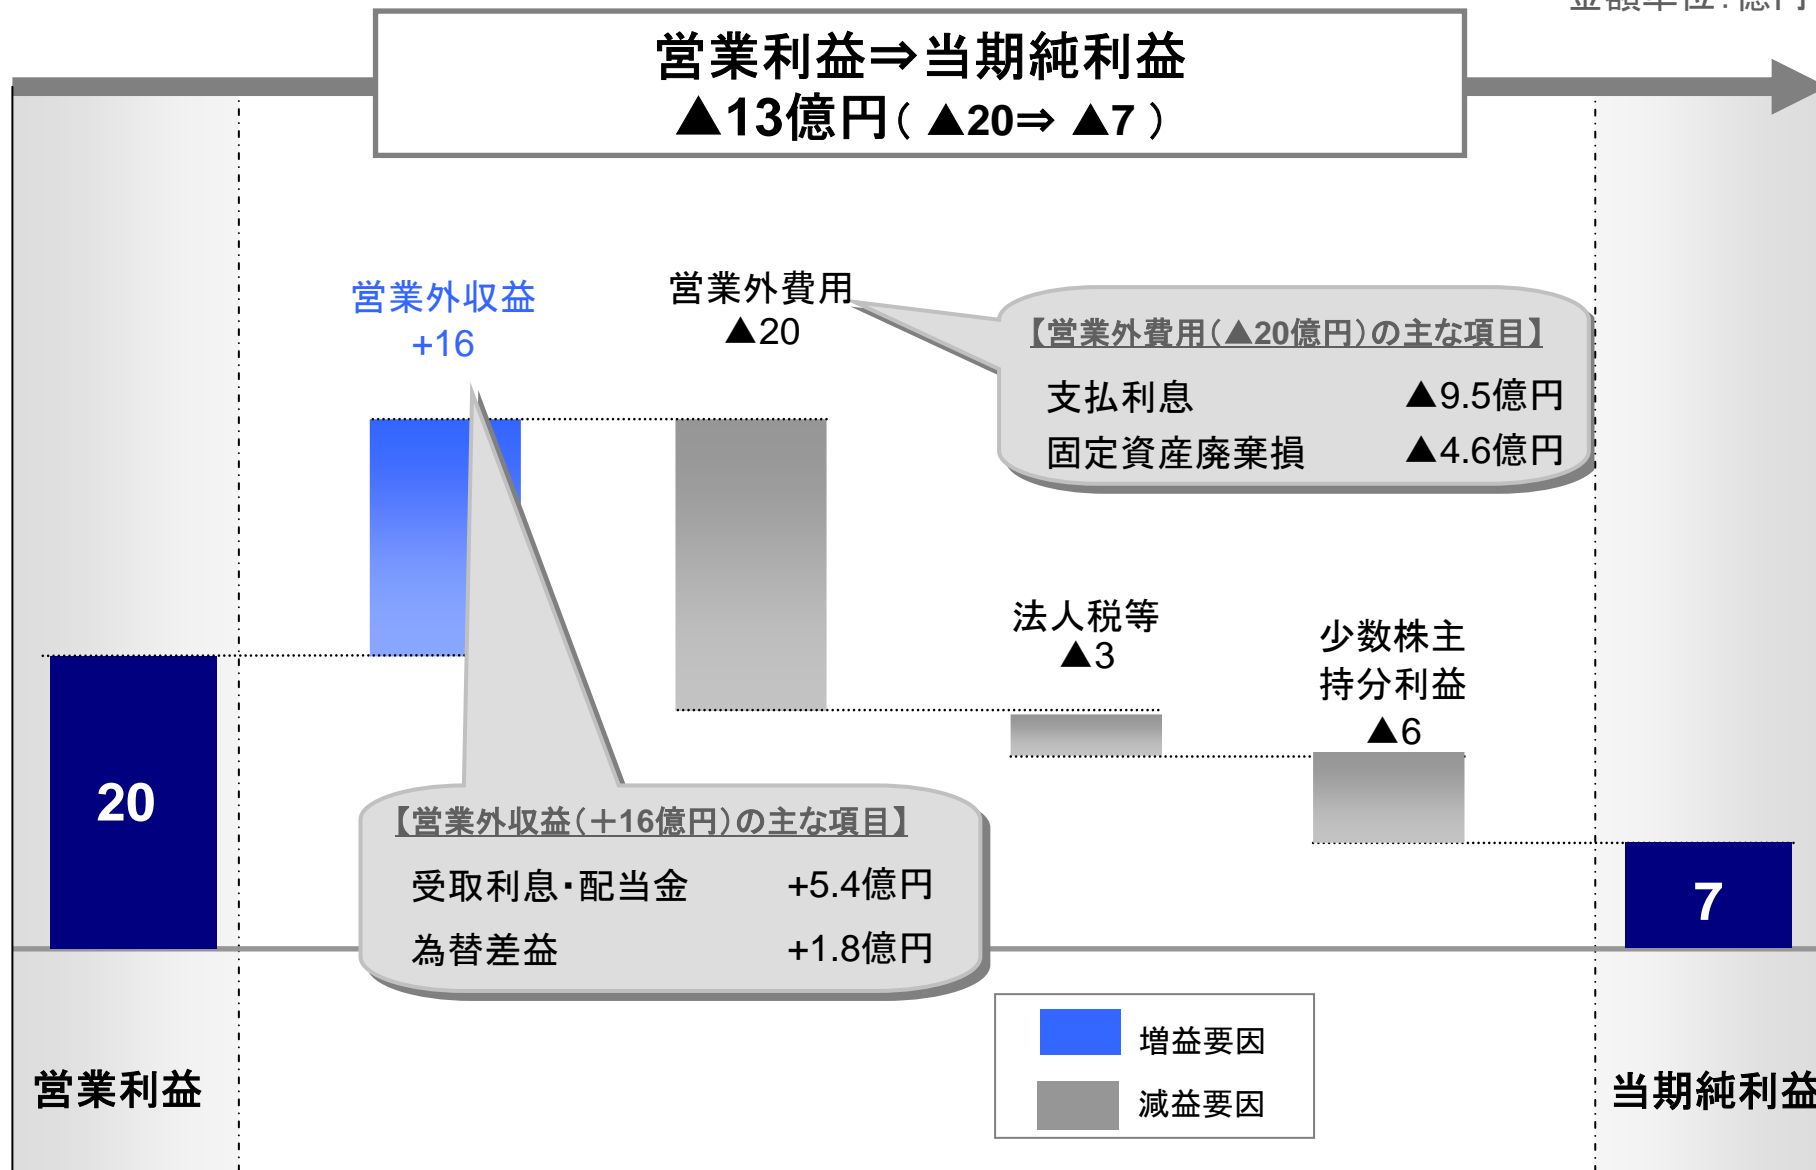 金額単位：億円
営業利益⇒当期純利益
▲13億円（ ▲20⇒ ▲7 ）
営業外収益
+16
営業外費用
▲20
【営業外費用（▲20億円）の主な項目】
支払利息 ▲9.5億円
固定資産廃棄損 ▲4.6億円
法人税等
▲3
少数株主
持分利益
▲6
20
【営業外収益（＋16億円）の主な項目】
受取利息・配当金 +5.4億円
為替差益 +1.8億円
7
増益要因
減益要因
営業利益
当期純利益